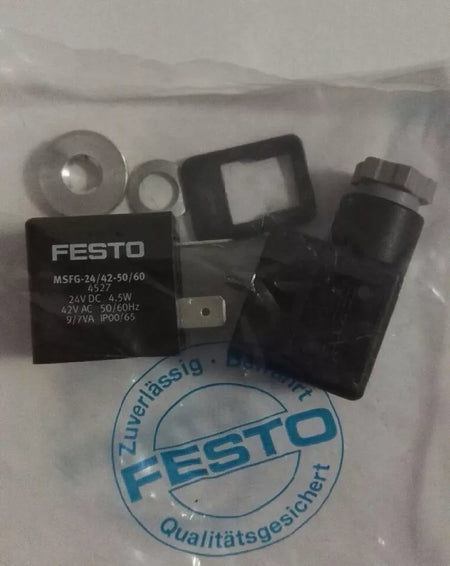 FESTO
MSFG-24/42-50/60
4527
24V DC 4.5W
42V AC 50/60Hz
9/7VA IP00/65
Zuverlässig · Bewährt
FESTO
Qualitätsgesichert